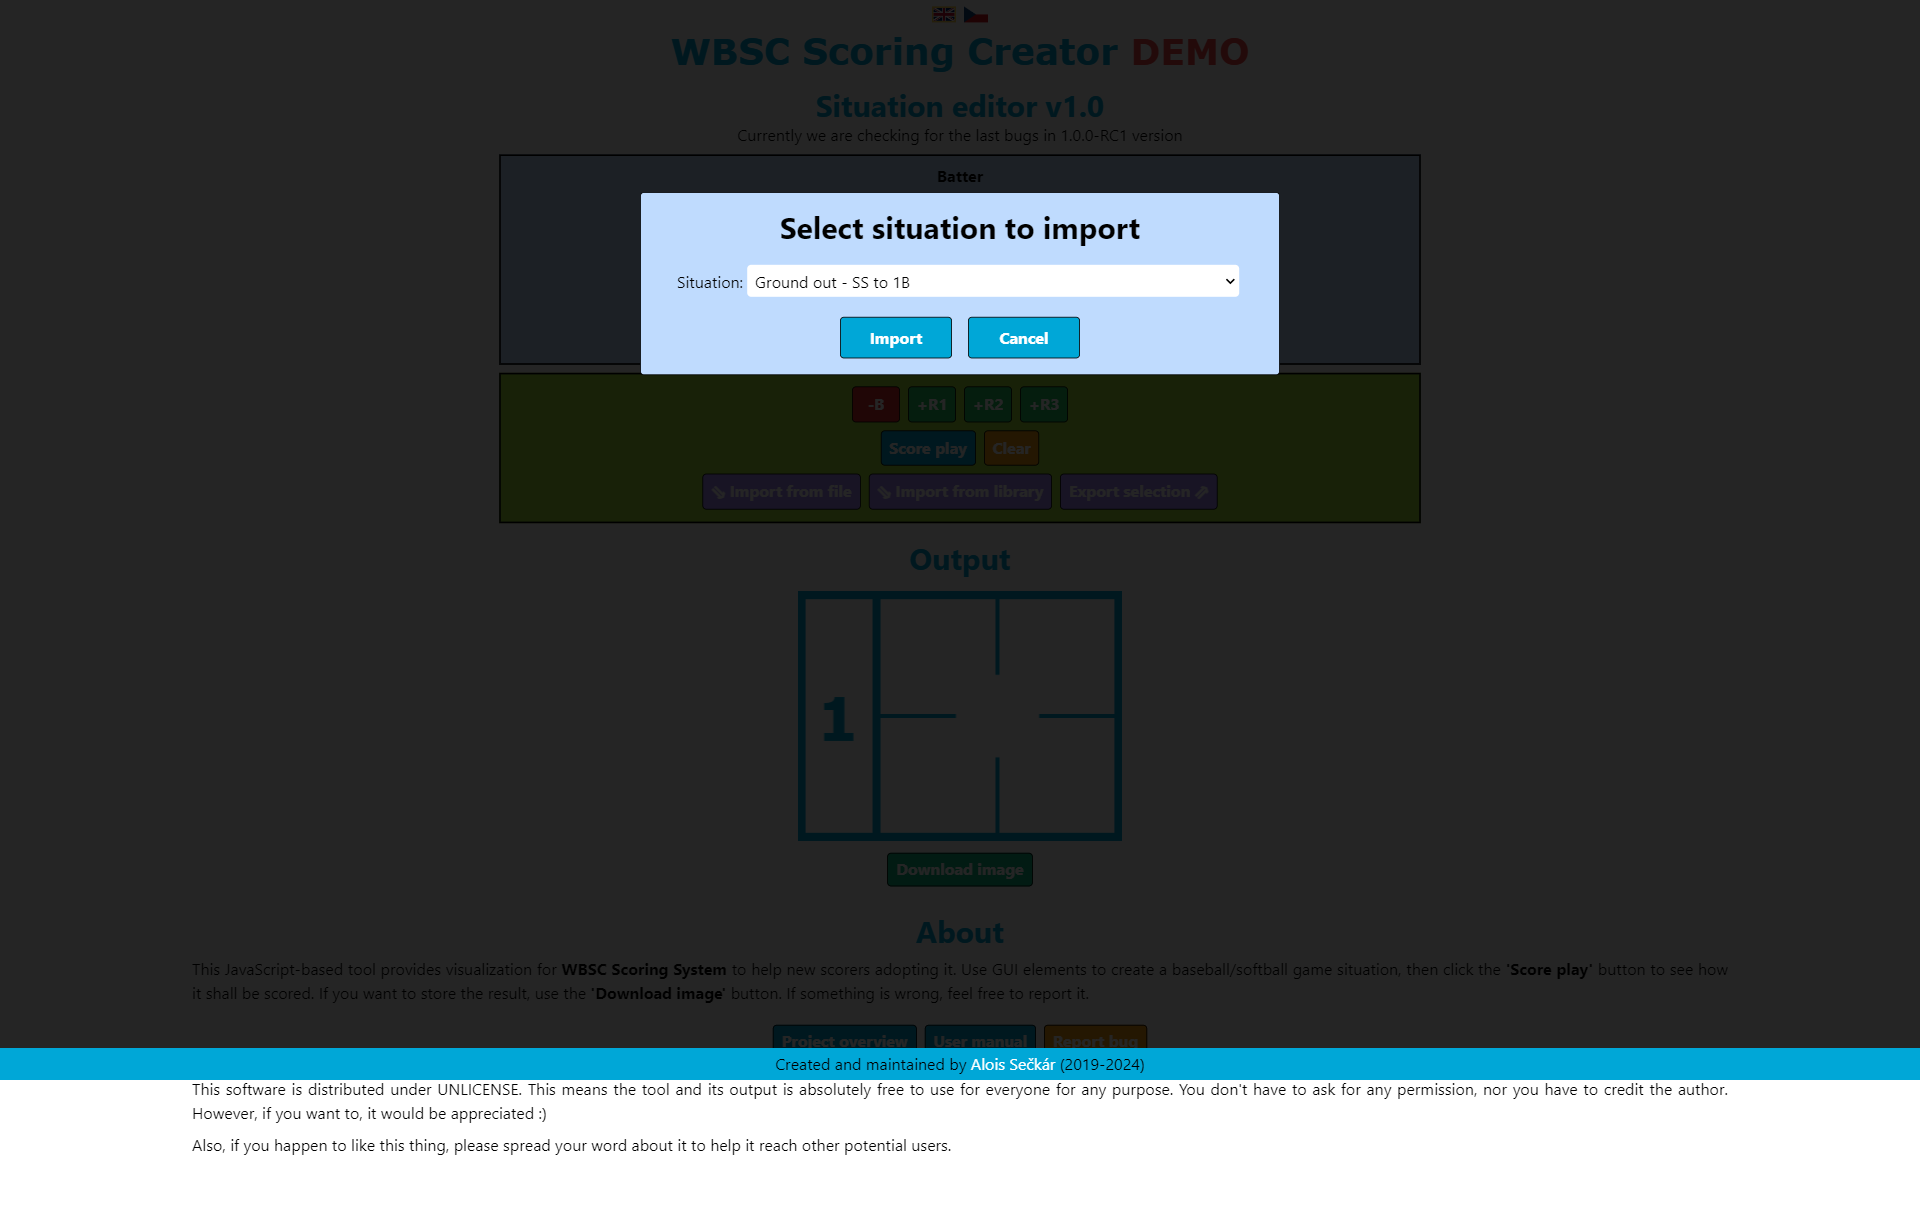 WBSC Scoring Creator DEMO
Situation editor v1.0
Currently we are checking for the last bugs in 1.0.0-RC1 version
Batter
Select situation to import
Situation: Ground out - SS to 1B
Import Cancel
-B +R1 +R2 +R3
Score play Clear
Import from file Import from library Export selection
Output
1
Download image
About
This JavaScript-based tool provides visualization for WBSC Scoring System to help new scorers adopting it. Use GUI elements to create a baseball/softball game situation, then click the 'Score play' button to see how
it shall be scored. If you want to store the result, use the 'Download image' button. If something is wrong, feel free to report it.
Project overview User manual Report bug
Created and maintained by Alois Sečkár (2019-2024)
This software is distributed under UNLICENSE. This means the tool and its output is absolutely free to use for everyone for any purpose. You don't have to ask for any permission, nor you have to credit the author.
However, if you want to, it would be appreciated :)
Also, if you happen to like this thing, please spread your word about it to help it reach other potential users.